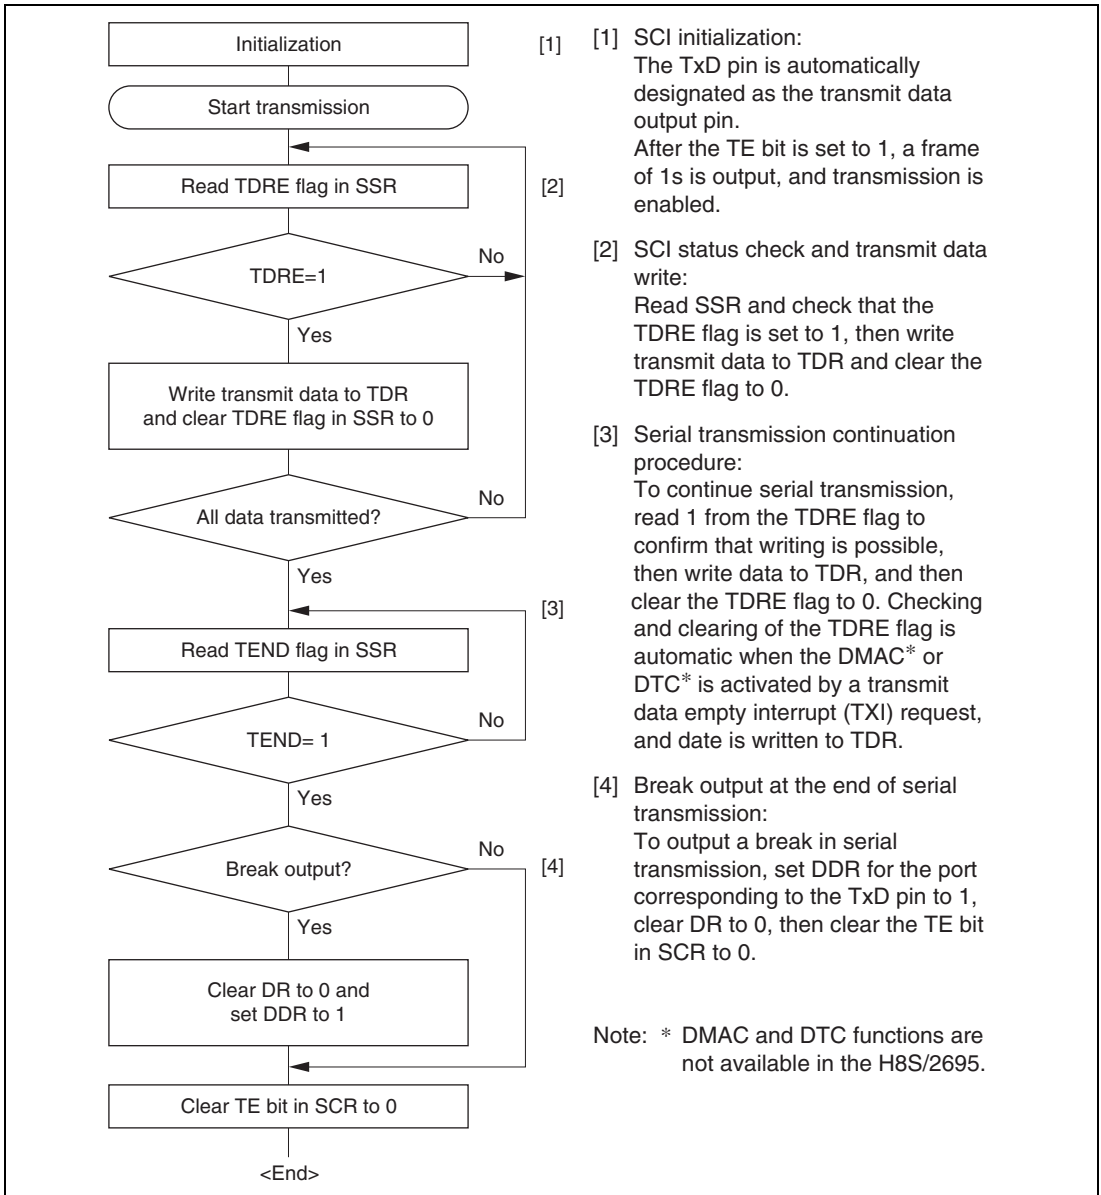 Initialization
[1]
Start transmission
Read TDRE flag in SSR
[2]
TDRE=1
No
Yes
Write transmit data to TDR
and clear TDRE flag in SSR to 0
All data transmitted?
No
Yes
[3]
Read TEND flag in SSR
TEND= 1
No
Yes
Break output?
No
[4]
Yes
Clear DR to 0 and
set DDR to 1
Clear TE bit in SCR to 0
<End>
[1] SCI initialization:
The TxD pin is automatically
designated as the transmit data
output pin.
After the TE bit is set to 1, a frame
of 1s is output, and transmission is
enabled.
[2] SCI status check and transmit data
write:
Read SSR and check that the
TDRE flag is set to 1, then write
transmit data to TDR and clear the
TDRE flag to 0.
[3] Serial transmission continuation
procedure:
To continue serial transmission,
read 1 from the TDRE flag to
confirm that writing is possible,
then write data to TDR, and then
clear the TDRE flag to 0. Checking
and clearing of the TDRE flag is
automatic when the DMAC* or
DTC* is activated by a transmit
data empty interrupt (TXI) request,
and date is written to TDR.
[4] Break output at the end of serial
transmission:
To output a break in serial
transmission, set DDR for the port
corresponding to the TxD pin to 1,
clear DR to 0, then clear the TE bit
in SCR to 0.
Note: * DMAC and DTC functions are
not available in the H8S/2695.